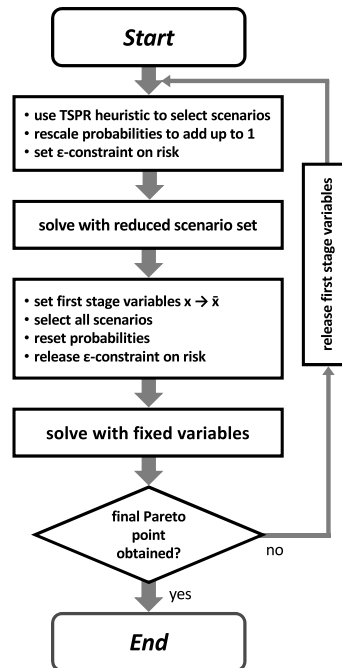 Start
• use TSPR heuristic to select scenarios
• rescale probabilities to add up to 1
• set ε-constraint on risk
solve with reduced scenario set
• set first stage variables x → x̄
• select all scenarios
• reset probabilities
• release ε-constraint on risk
solve with fixed variables
final Pareto
point
obtained?
no
yes
release first stage variables
End